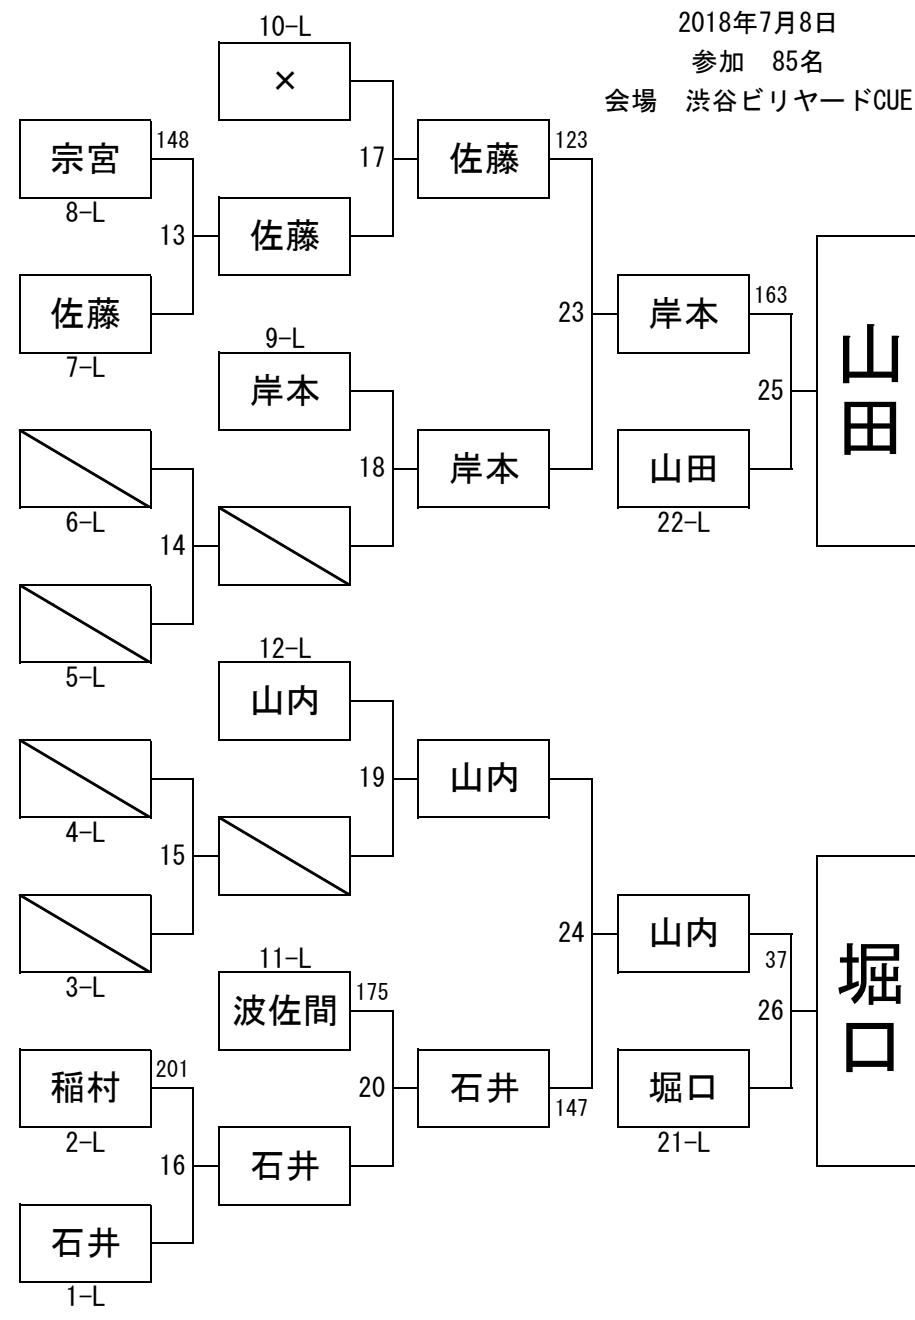 2018年7月8日
参加　85名
会場　渋谷ビリヤードCUE
10-L
×
宗宮
148
8-L
17
佐藤
123
13
佐藤
佐藤
7-L
9-L
岸本
23
岸本
163
山田
25
6-L
18
岸本
山田
22-L
14
5-L
12-L
山内
19
山内
4-L
15
3-L
11-L
波佐間
175
24
山内
37
堀口
26
稲村
201
2-L
20
石井
147
堀口
21-L
16
石井
石井
1-L